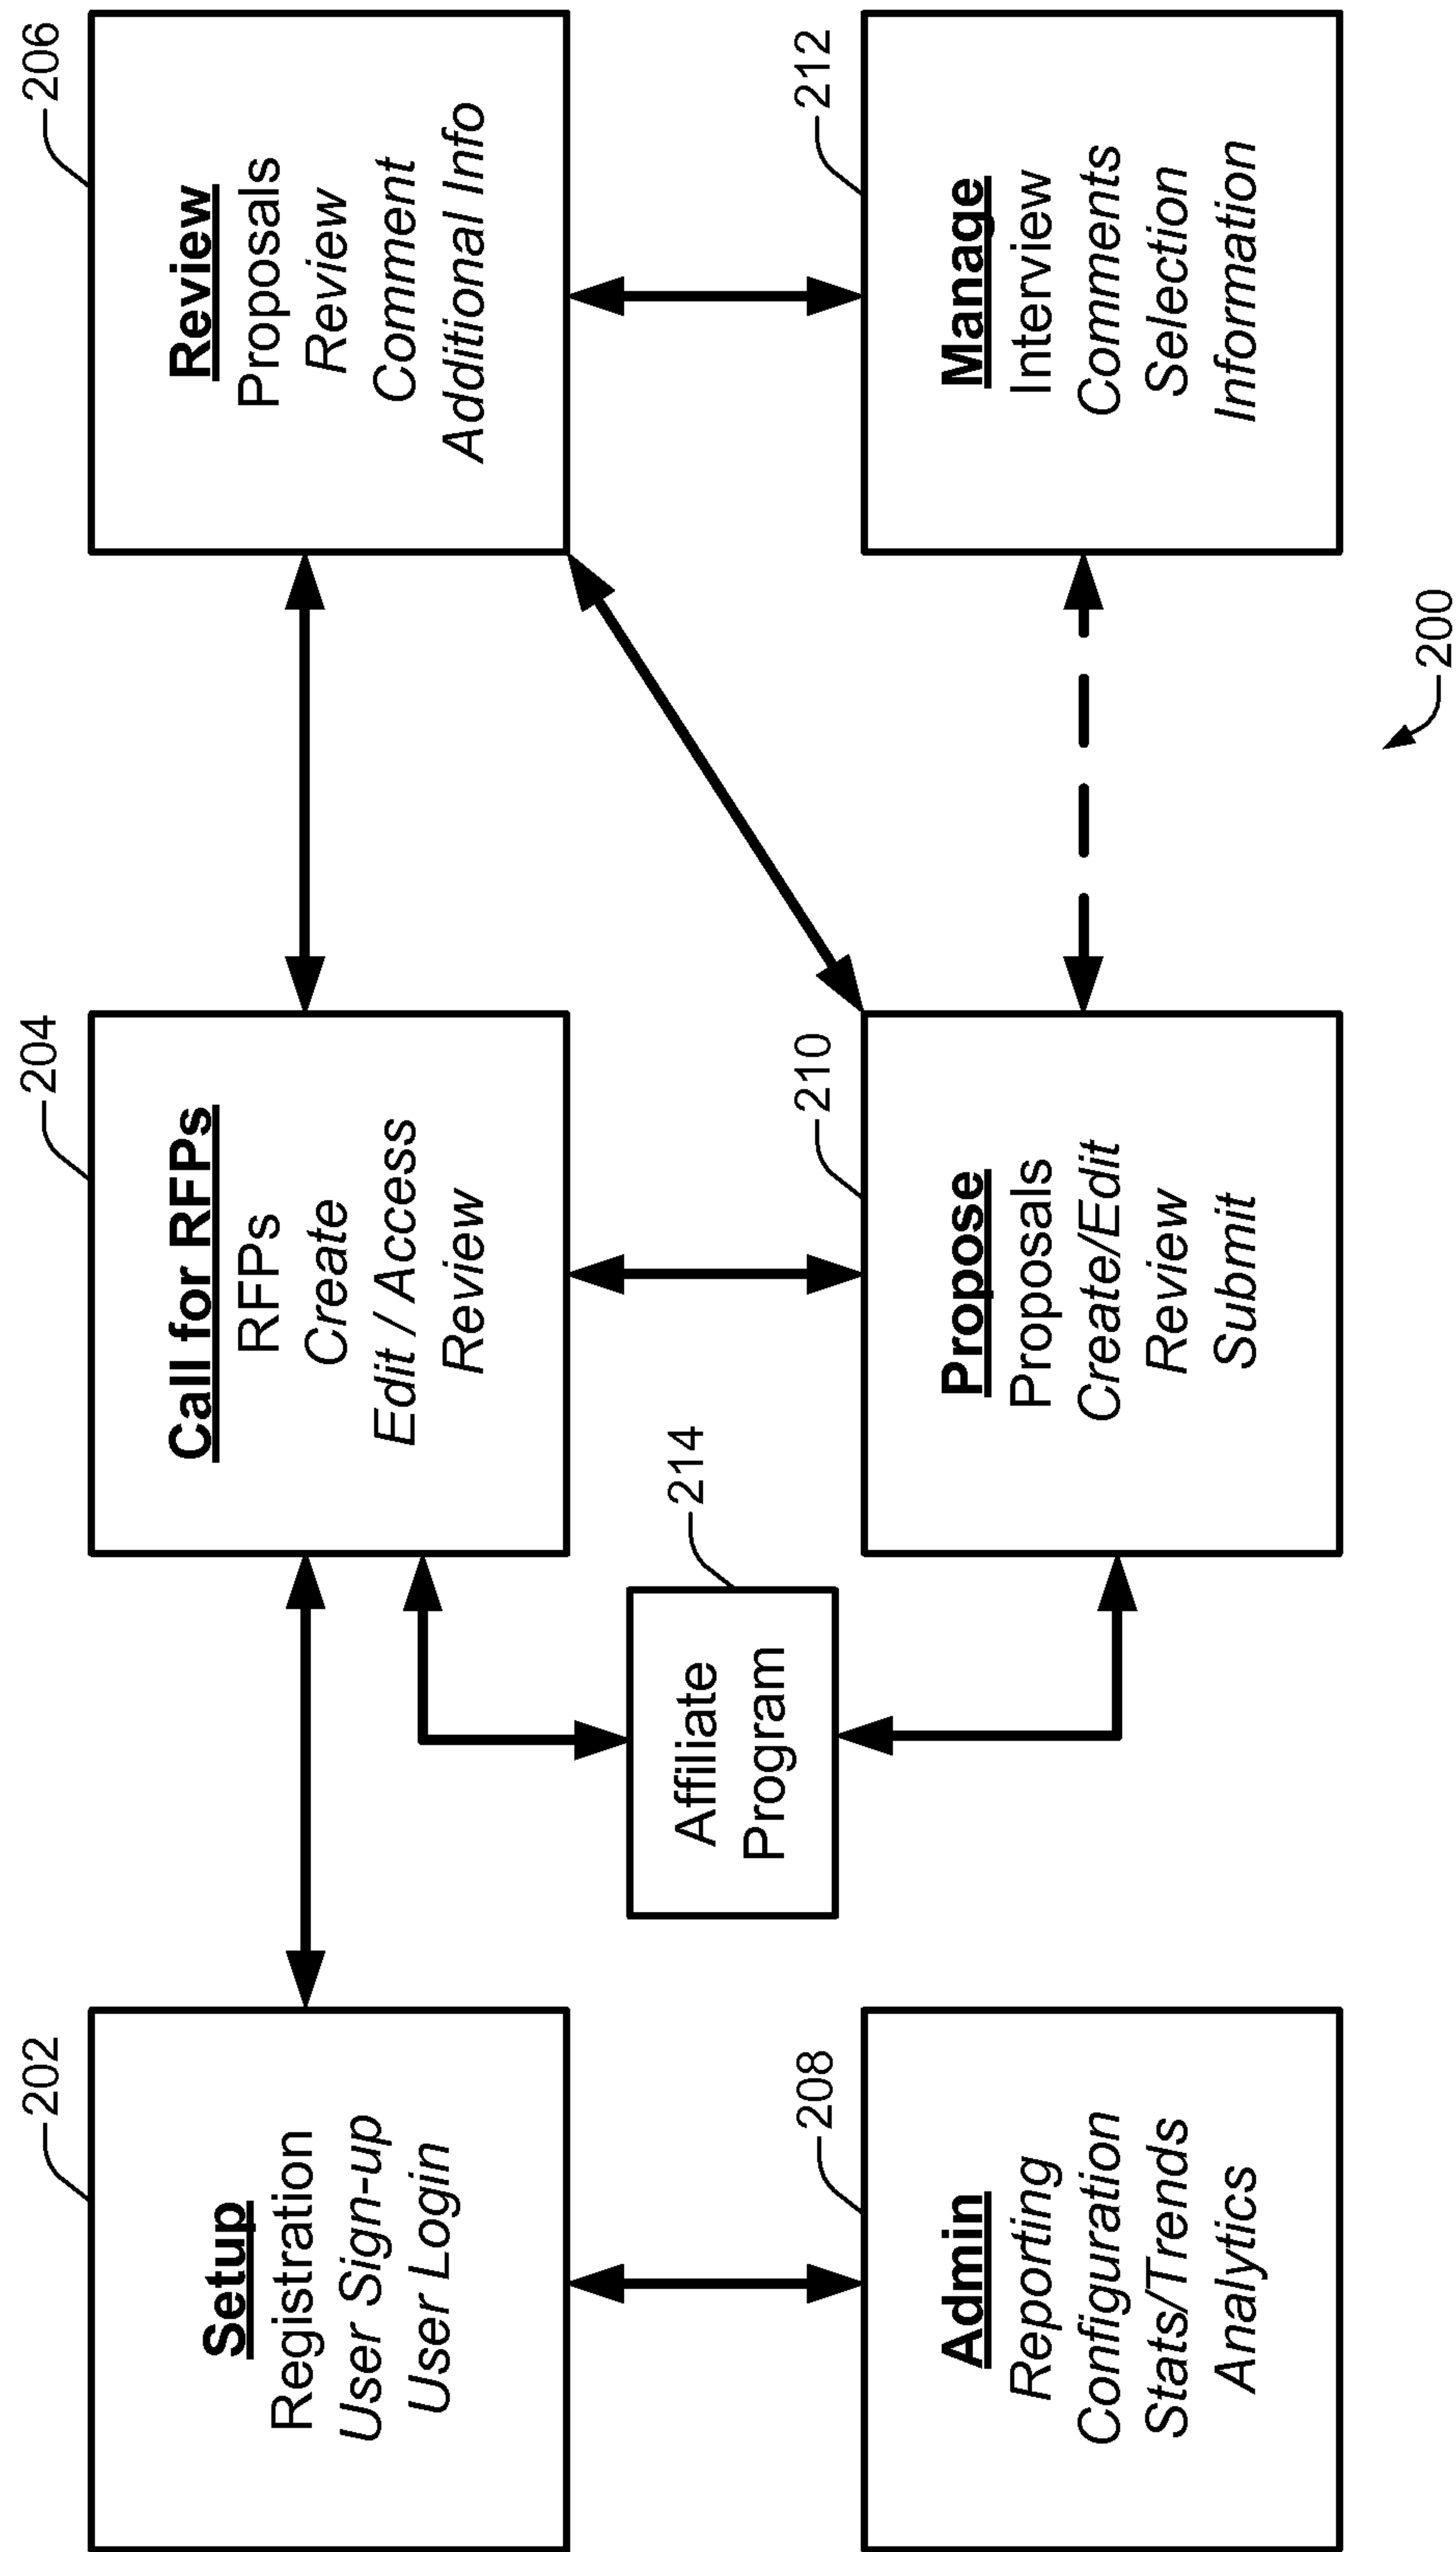 202
Setup
Registration
User Sign-up
User Login
204
Call for RFPs
RFPs
Create
Edit / Access
Review
206
Review
Proposals
Review
Comment
Additional Info
214
Affiliate
Program
208
Admin
Reporting
Configuration
Stats/Trends
Analytics
210
Propose
Proposals
Create/Edit
Review
Submit
212
Manage
Interview
Comments
Selection
Information
200